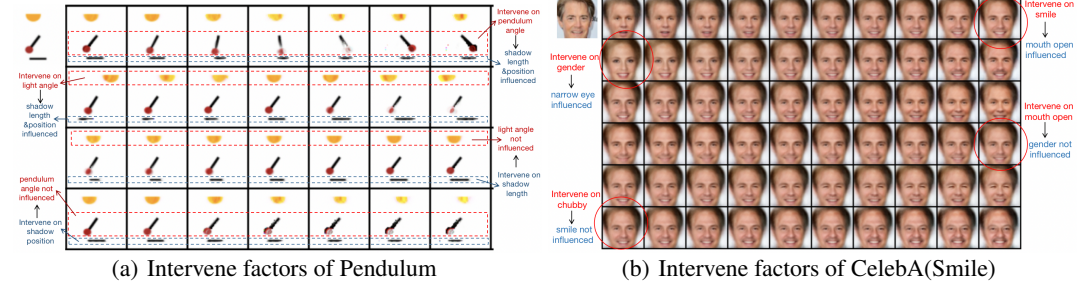 Intervene on
pendulum
angle
shadow
length
&position
influenced
Intervene on
light angle
shadow
length
&position
influenced
light angle
not
influenced
Intervene
on shadow
length
pendulum
angle not
influenced
Intervene on
shadow
position
(a) Intervene factors of Pendulum
Intervene on
smile
mouth open
influenced
Intervene on
gender
narrow eye
influenced
Intervene on
mouth open
gender not
influenced
Intervene on
chubby
smile not
influenced
(b) Intervene factors of CelebA(Smile)